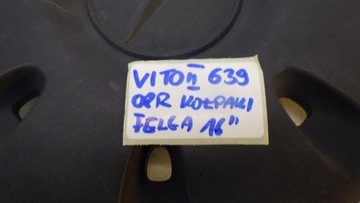 VITO II 639
OPR KOŁPAKI
FELGA 16"